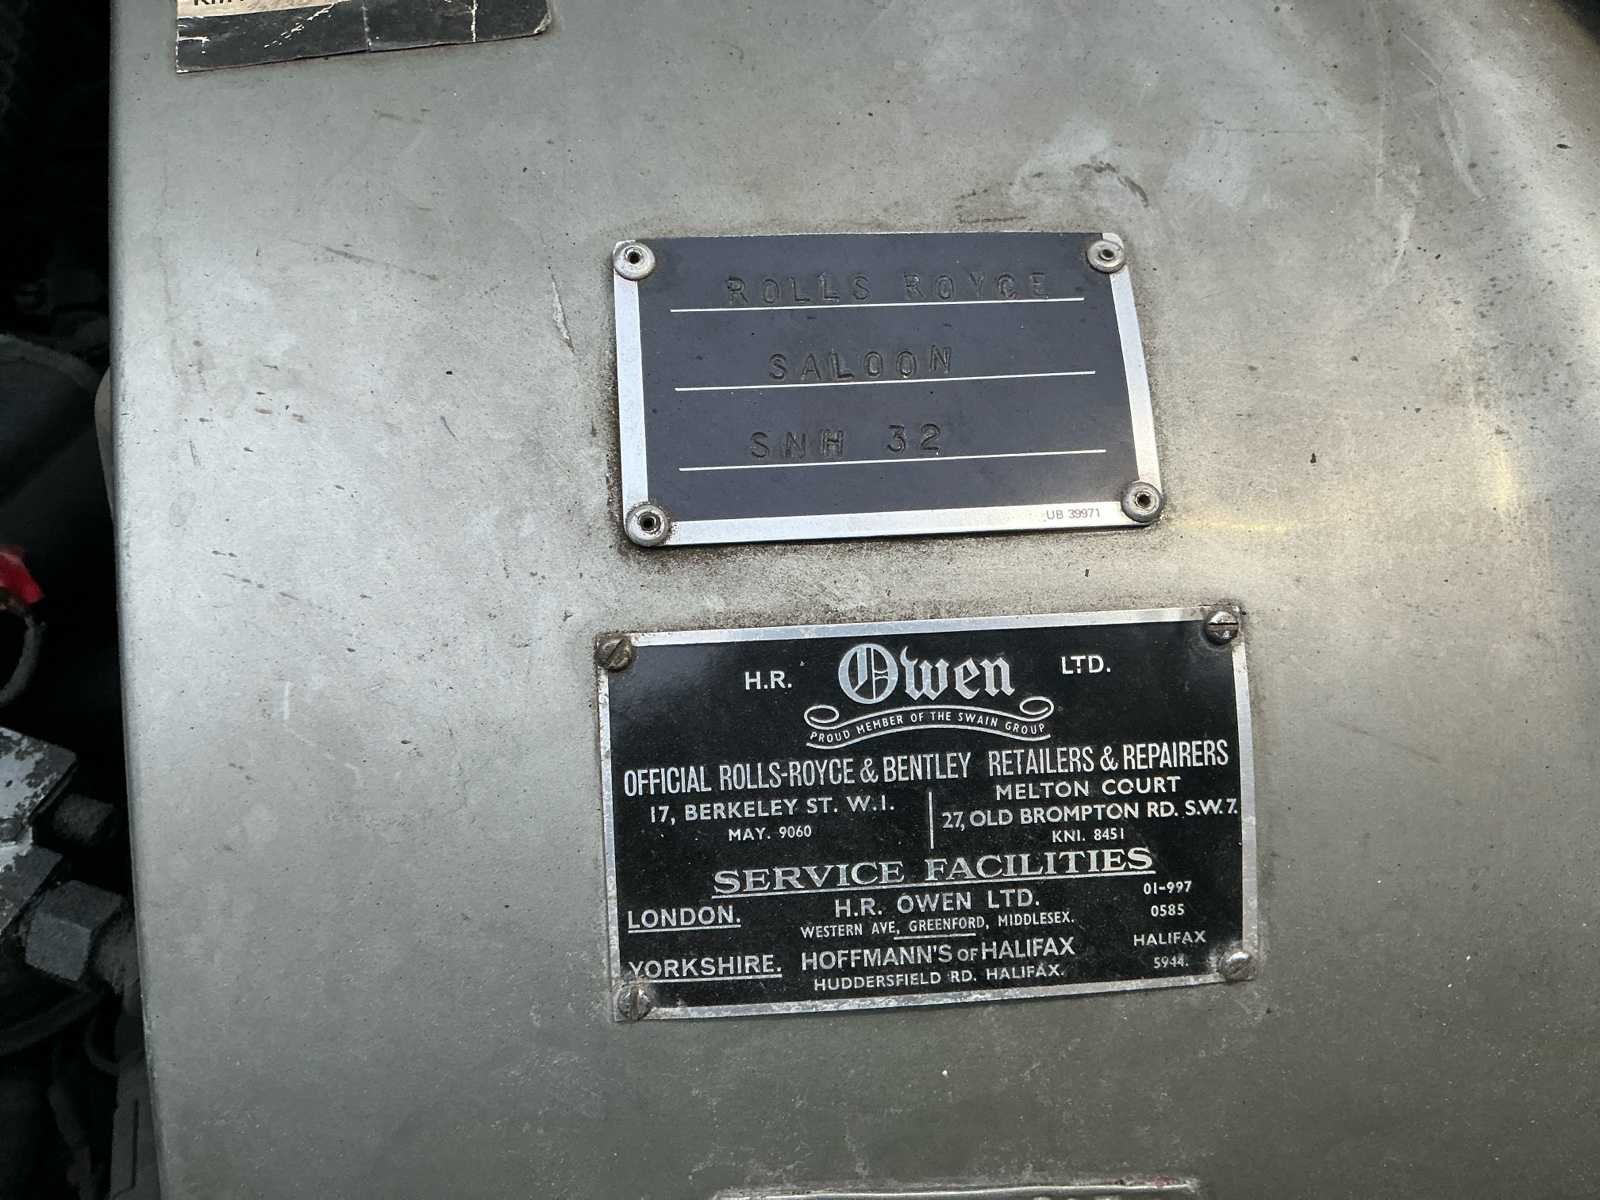 ROLLS ROYCE
SALOON
SNH 32
UB 39971
H.R. Owen LTD.
PROUD MEMBER OF THE SWAIN GROUP
OFFICIAL ROLLS-ROYCE & BENTLEY RETAILERS & REPAIRERS
17, BERKELEY ST. W.1.
MAY. 9060
MELTON COURT
27, OLD BROMPTON RD. S.W.7.
KNI. 8451
SERVICE FACILITIES
LONDON. H.R. OWEN LTD. 01-997
WESTERN AVE, GREENFORD, MIDDLESEX. 0585
YORKSHIRE. HOFFMANN'S OF HALIFAX HALIFAX
HUDDERSFIELD RD. HALIFAX. 5944.